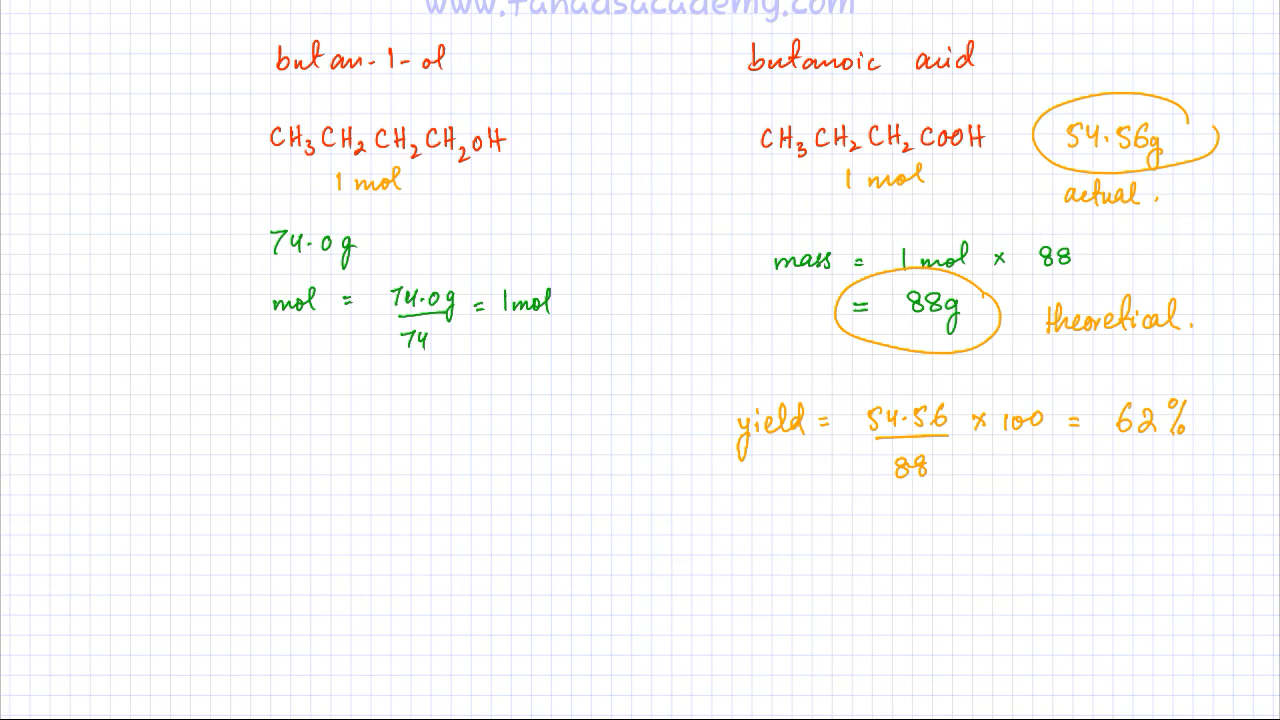 www.fahadsacademy.com
butan-1-ol
CH₃CH₂CH₂CH₂OH
1 mol
74.0g
mol = 74.0g / 74 = 1mol
butanoic acid
CH₃CH₂CH₂COOH 54.56g
1 mol actual.
mass = 1 mol × 88
= 88g theoretical.
yield = 54.56 / 88 × 100 = 62%